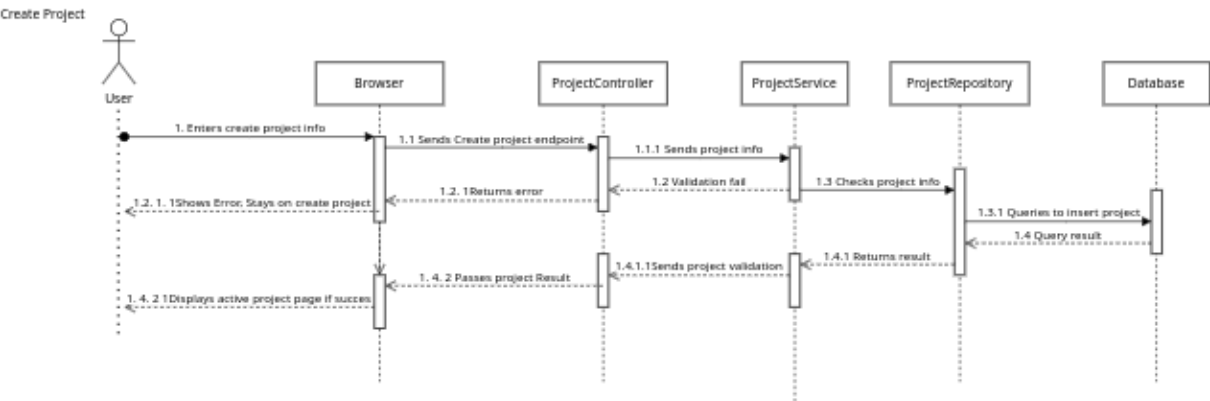 Create Project
User
Browser
ProjectController
ProjectService
ProjectRepository
Database
1. Enters create project info
1.1 Sends Create project endpoint
1.1.1 Sends project info
1.2 Validation fail
1.3 Checks project info
1.2. 1Returns error
1.2. 1. 1Shows Error. Stays on create project
1.3.1 Queries to insert project
1.4 Query result
1.4.1 Returns result
1.4.1.1Sends project validation
1. 4. 2 Passes project Result
1. 4. 2 1Displays active project page if succes